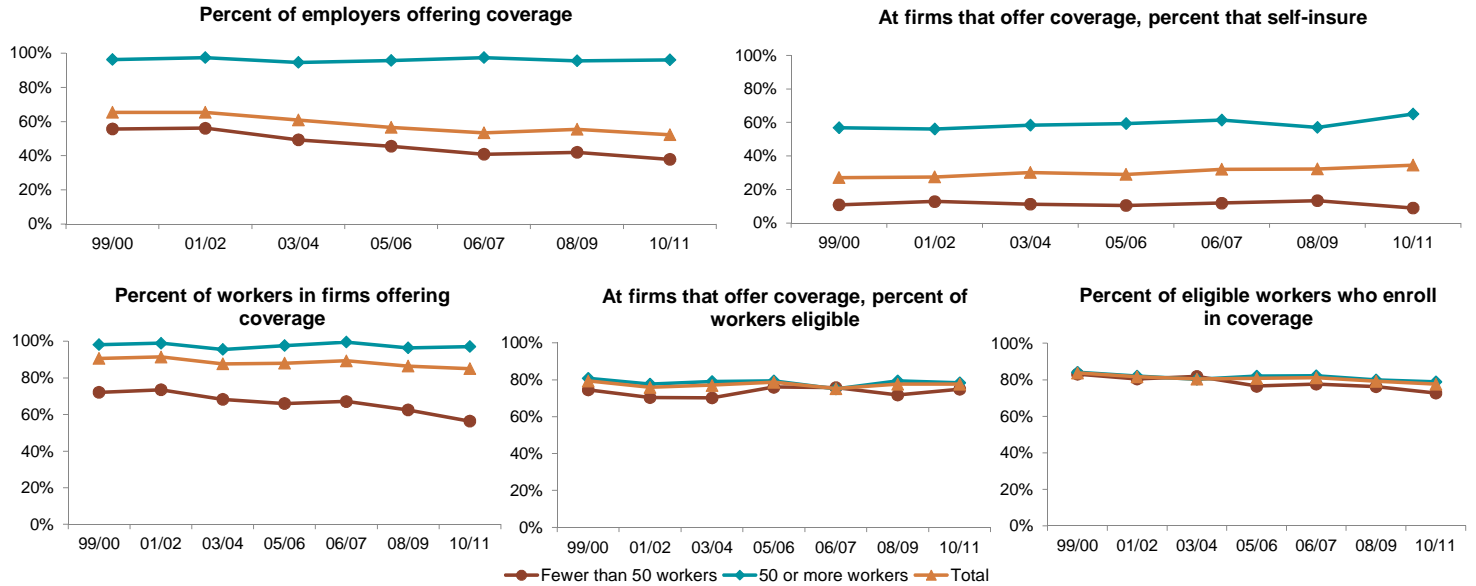 Percent of employers offering coverage
100%
80%
60%
40%
20%
0%
99/00 01/02 03/04 05/06 06/07 08/09 10/11
At firms that offer coverage, percent that self-insure
100%
80%
60%
40%
20%
0%
99/00 01/02 03/04 05/06 06/07 08/09 10/11
Percent of workers in firms offering
coverage
100%
80%
60%
40%
20%
0%
99/00 01/02 03/04 05/06 06/07 08/09 10/11
At firms that offer coverage, percent of
workers eligible
100%
80%
60%
40%
20%
0%
99/00 01/02 03/04 05/06 06/07 08/09 10/11
Percent of eligible workers who enroll
in coverage
100%
80%
60%
40%
20%
0%
99/00 01/02 03/04 05/06 06/07 08/09 10/11
Fewer than 50 workers 50 or more workers Total